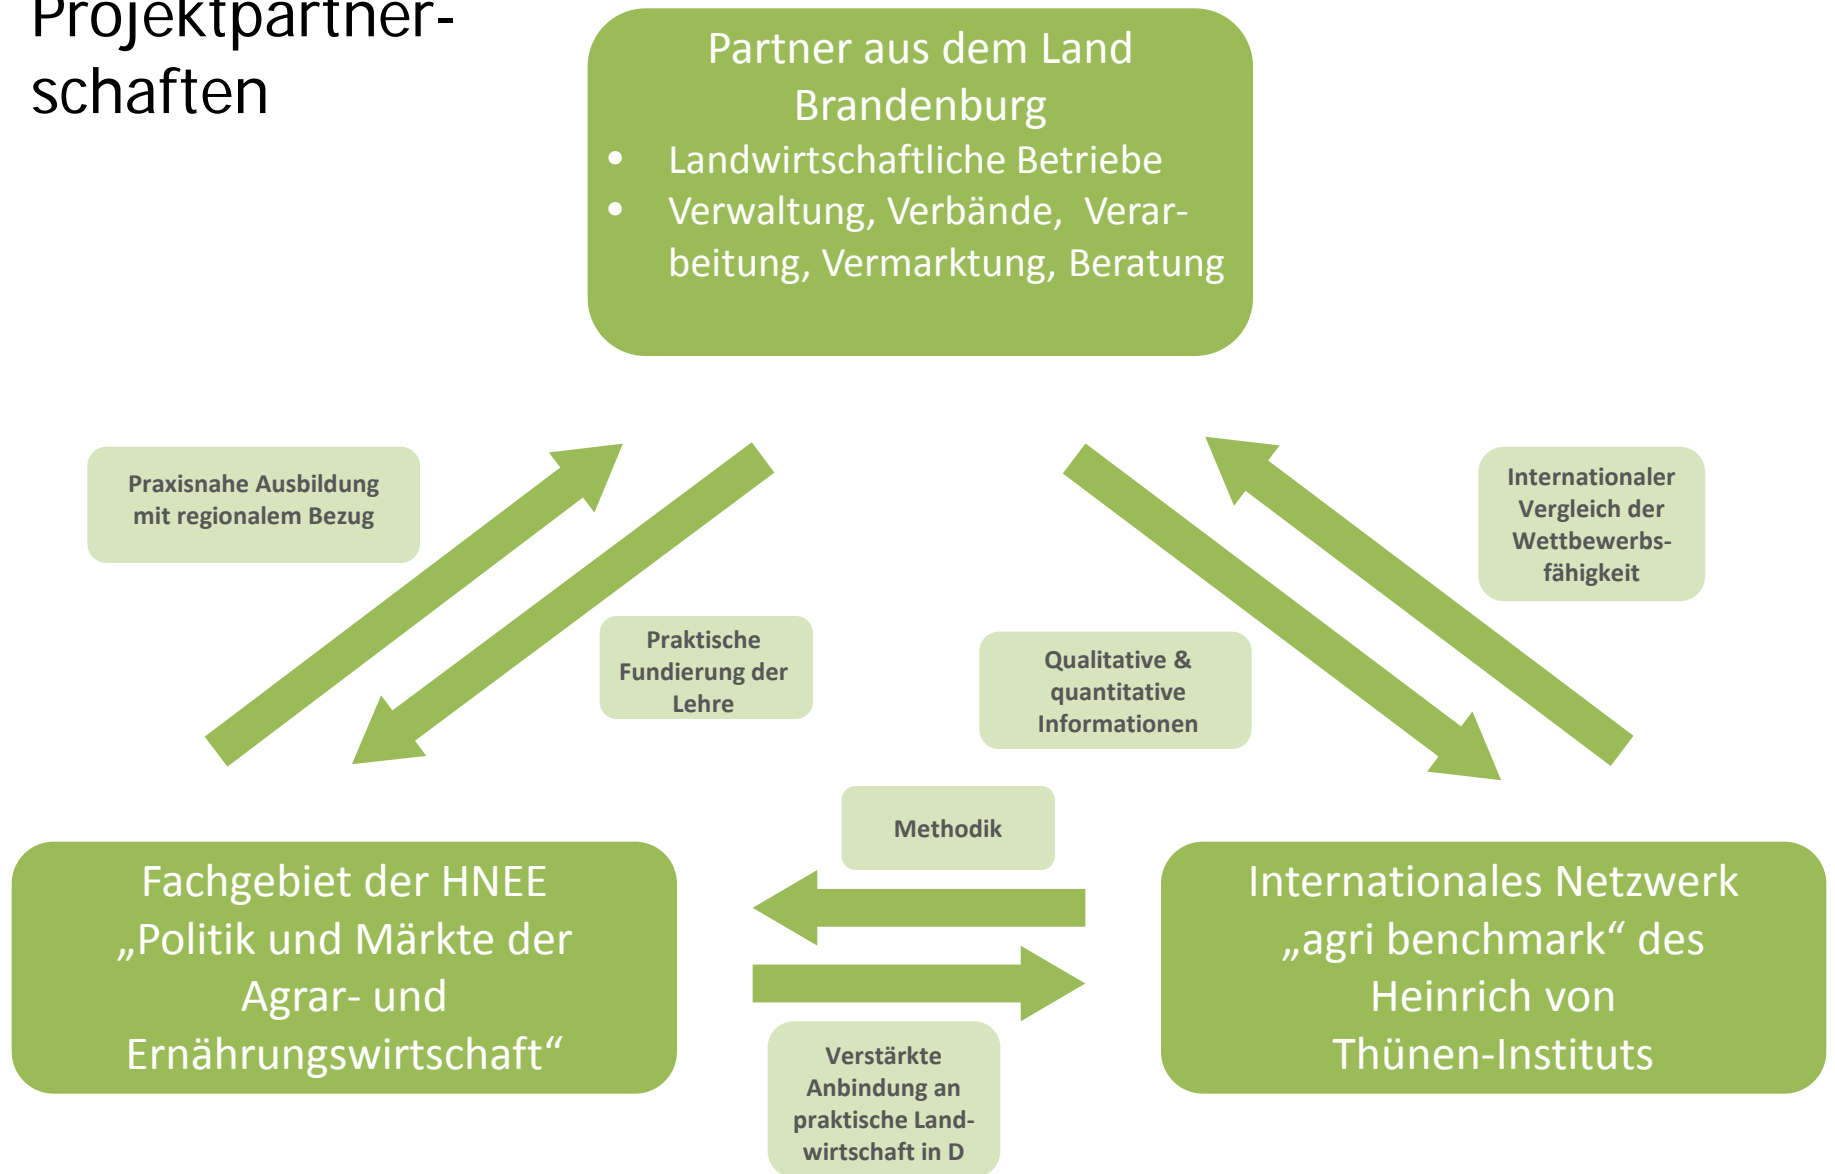 Projektpartner-
schaften
Partner aus dem Land
Brandenburg
• Landwirtschaftliche Betriebe
• Verwaltung, Verbände, Verar-
beitung, Vermarktung, Beratung
Praxisnahe Ausbildung
mit regionalem Bezug
Internationaler
Vergleich der
Wettbewerbs-
fähigkeit
Praktische
Fundierung der
Lehre
Qualitative &
quantitative
Informationen
Methodik
Fachgebiet der HNEE
„Politik und Märkte der
Agrar- und
Ernährungswirtschaft“
Internationales Netzwerk
„agri benchmark“ des
Heinrich von
Thünen-Instituts
Verstärkte
Anbindung an
praktische Land-
wirtschaft in D